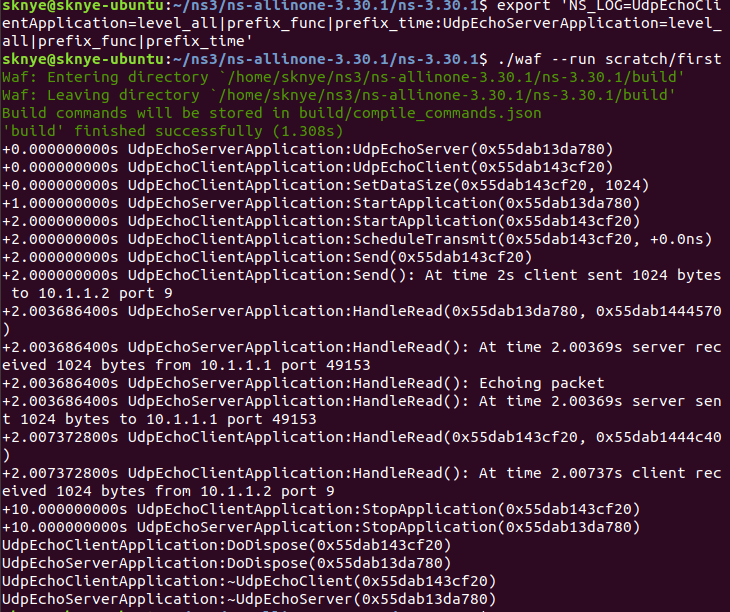 sknye@sknye-ubuntu:~/ns3/ns-allinone-3.30.1/ns-3.30.1$ export 'NS_LOG=UdpEchoCli
entApplication=level_all|prefix_func|prefix_time:UdpEchoServerApplication=level_
all|prefix_func|prefix_time'
sknye@sknye-ubuntu:~/ns3/ns-allinone-3.30.1/ns-3.30.1$ ./waf --run scratch/first
Waf: Entering directory `/home/sknye/ns3/ns-allinone-3.30.1/ns-3.30.1/build'
Waf: Leaving directory `/home/sknye/ns3/ns-allinone-3.30.1/ns-3.30.1/build'
Build commands will be stored in build/compile_commands.json
'build' finished successfully (1.308s)
+0.000000000s UdpEchoServerApplication:UdpEchoServer(0x55dab13da780)
+0.000000000s UdpEchoClientApplication:UdpEchoClient(0x55dab143cf20)
+0.000000000s UdpEchoClientApplication:SetDataSize(0x55dab143cf20, 1024)
+1.000000000s UdpEchoServerApplication:StartApplication(0x55dab13da780)
+2.000000000s UdpEchoClientApplication:StartApplication(0x55dab143cf20)
+2.000000000s UdpEchoClientApplication:ScheduleTransmit(0x55dab143cf20, +0.0ns)
+2.000000000s UdpEchoClientApplication:Send(0x55dab143cf20)
+2.000000000s UdpEchoClientApplication:Send(): At time 2s client sent 1024 bytes
 to 10.1.1.2 port 9
+2.003686400s UdpEchoServerApplication:HandleRead(0x55dab13da780, 0x55dab1444570
)
+2.003686400s UdpEchoServerApplication:HandleRead(): At time 2.00369s server rec
eived 1024 bytes from 10.1.1.1 port 49153
+2.003686400s UdpEchoServerApplication:HandleRead(): Echoing packet
+2.003686400s UdpEchoServerApplication:HandleRead(): At time 2.00369s server sen
t 1024 bytes to 10.1.1.1 port 49153
+2.007372800s UdpEchoClientApplication:HandleRead(0x55dab143cf20, 0x55dab1444c40
)
+2.007372800s UdpEchoClientApplication:HandleRead(): At time 2.00737s client rec
eived 1024 bytes from 10.1.1.2 port 9
+10.000000000s UdpEchoClientApplication:StopApplication(0x55dab143cf20)
+10.000000000s UdpEchoServerApplication:StopApplication(0x55dab13da780)
UdpEchoClientApplication:DoDispose(0x55dab143cf20)
UdpEchoServerApplication:DoDispose(0x55dab13da780)
UdpEchoClientApplication:~UdpEchoClient(0x55dab143cf20)
UdpEchoServerApplication:~UdpEchoServer(0x55dab13da780)